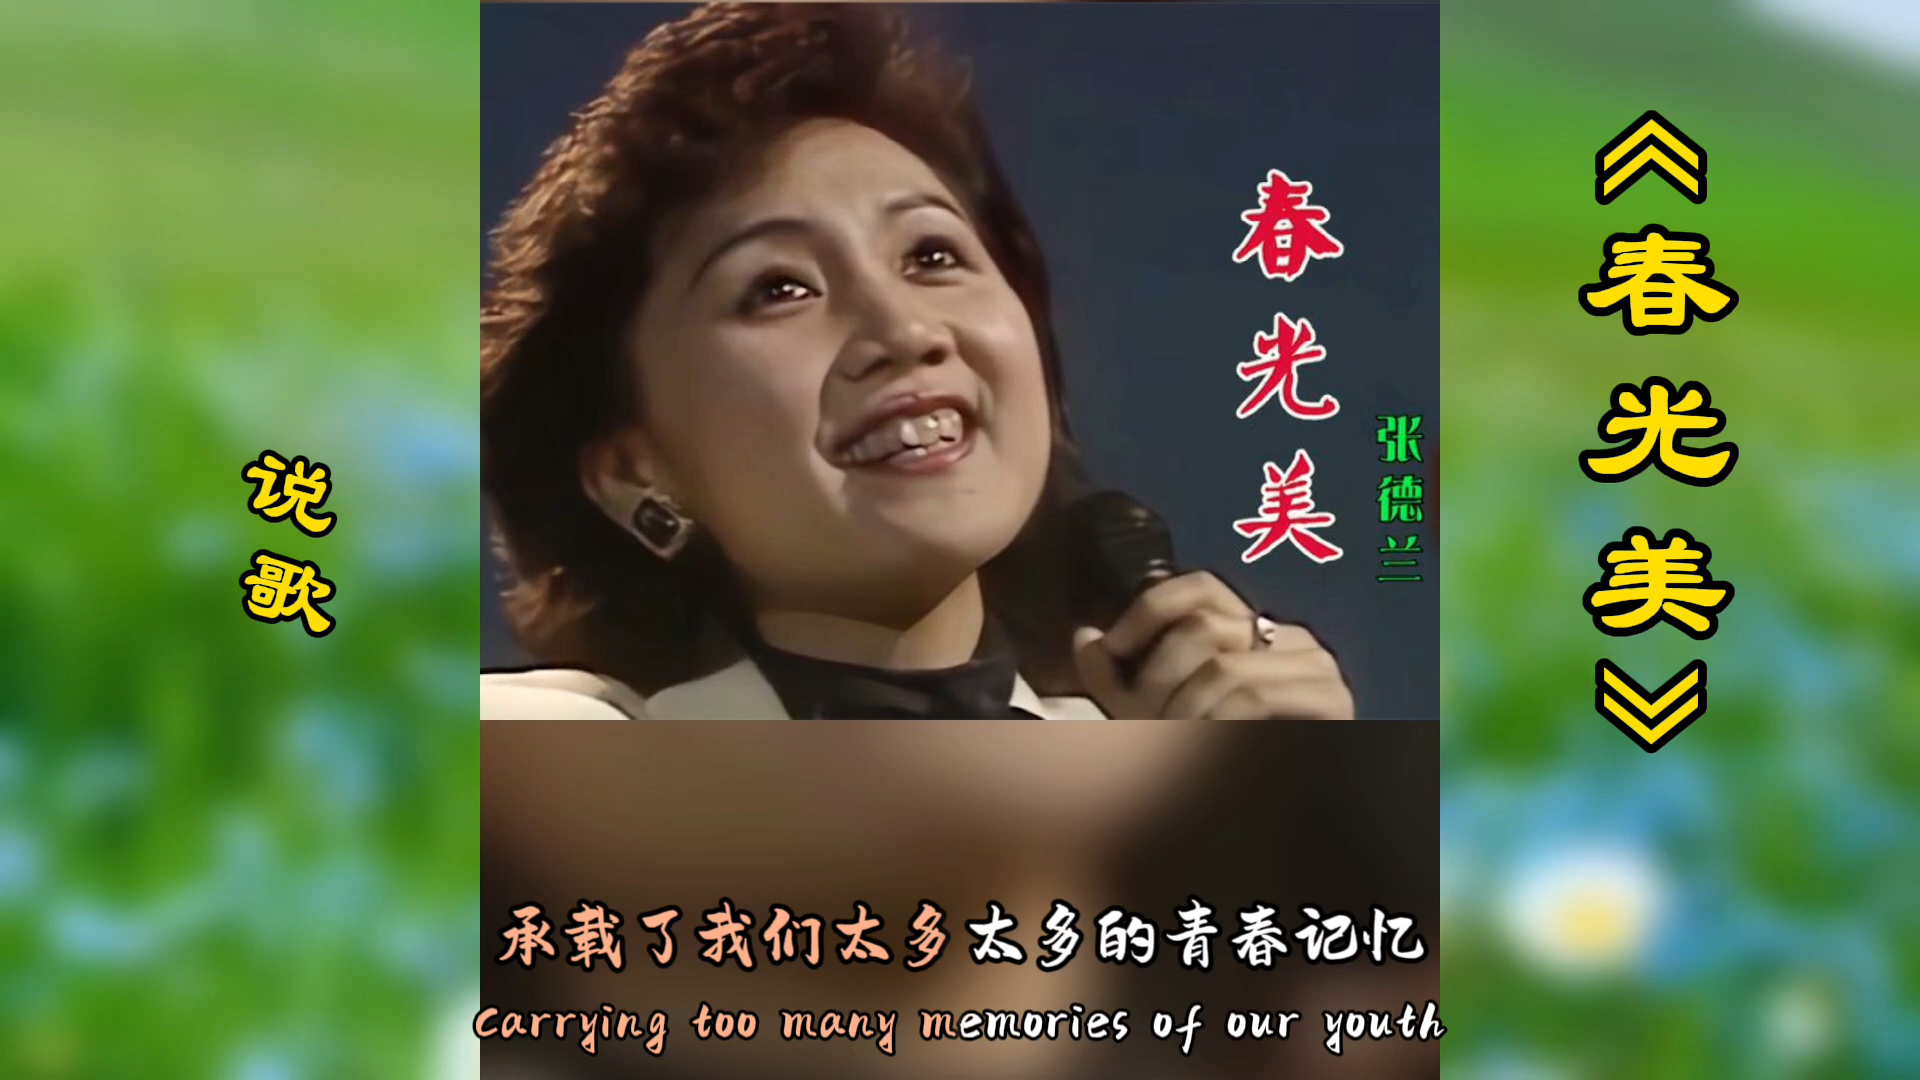 说歌
春光美
张德兰
《春光美》
承载了我们太多太多的青春记忆
Carrying too many memories of our youth